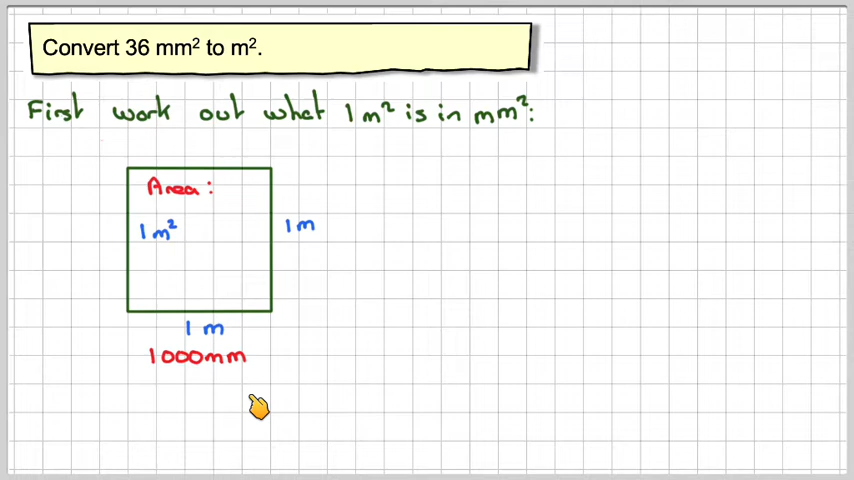 Convert 36 mm² to m².
First work out what 1 m² is in mm²:
Area:
1 m²
1 m
1 m
1000mm